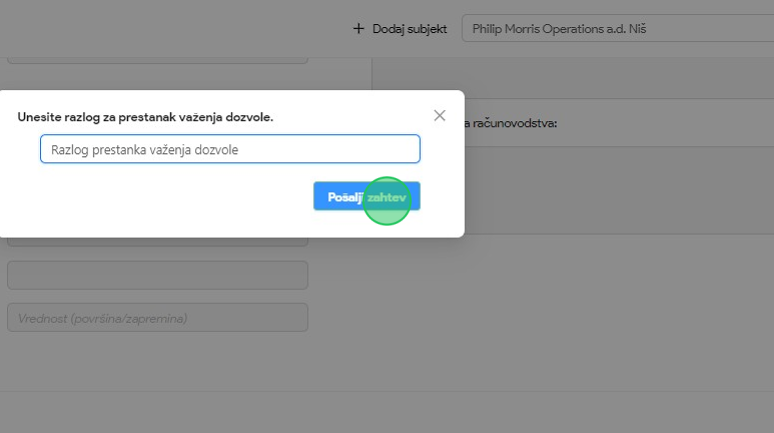 + Dodaj subjekt
Philip Morris Operations a.d. Niš
Unesite razlog za prestanak važenja dozvole.
a računovodstva:
Razlog prestanka važenja dozvole
Pošalji zahtev
Vrednost (površina/zapremina)